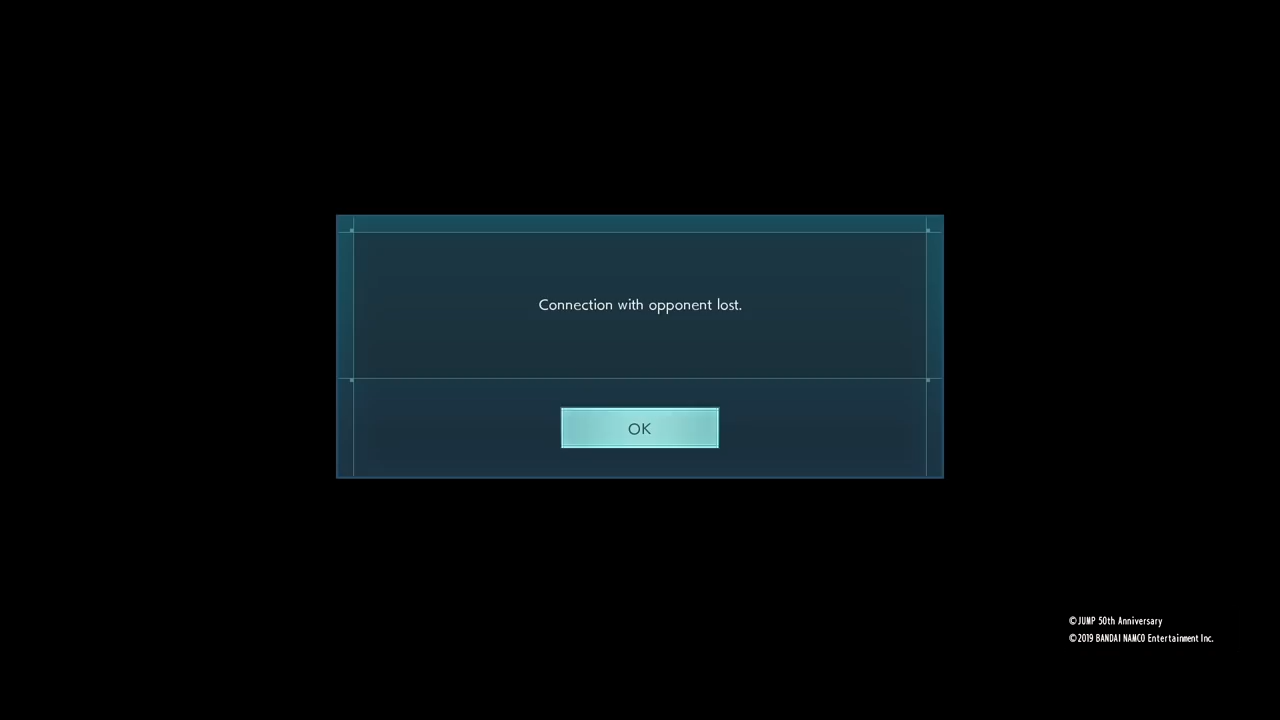 Connection with opponent lost.
OK
©JUMP 50th Anniversary
©2019 BANDAI NAMCO Entertainment Inc.